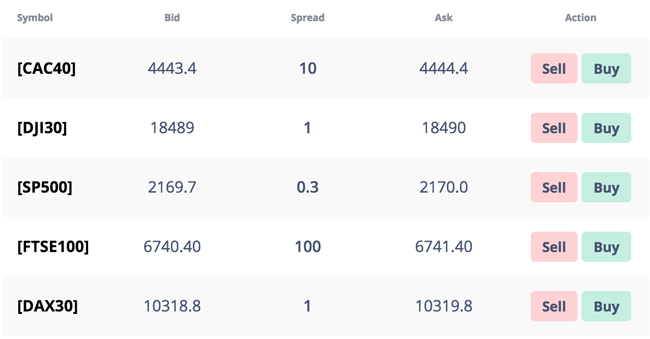 Symbol Bid Spread Ask Action
[CAC40] 4443.4 10 4444.4 Sell Buy
[DJI30] 18489 1 18490 Sell Buy
[SP500] 2169.7 0.3 2170.0 Sell Buy
[FTSE100] 6740.40 100 6741.40 Sell Buy
[DAX30] 10318.8 1 10319.8 Sell Buy